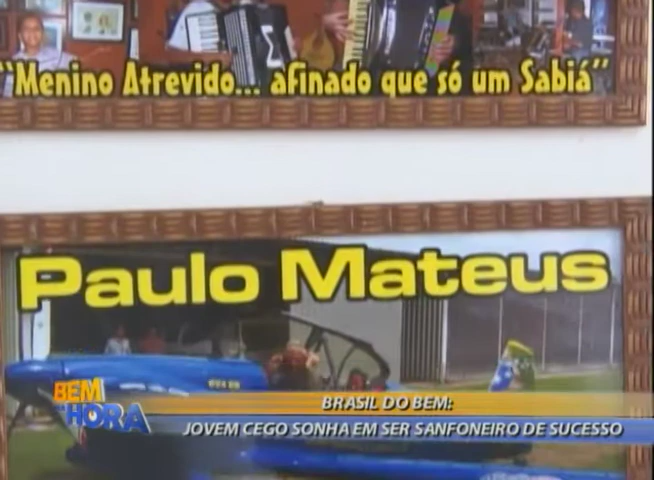 "Menino Atrevido... afinado que só um Sabiá"
Paulo Mateus
BEM
NA HORA
BRASIL DO BEM:
JOVEM CEGO SONHA EM SER SANFONEIRO DE SUCESSO